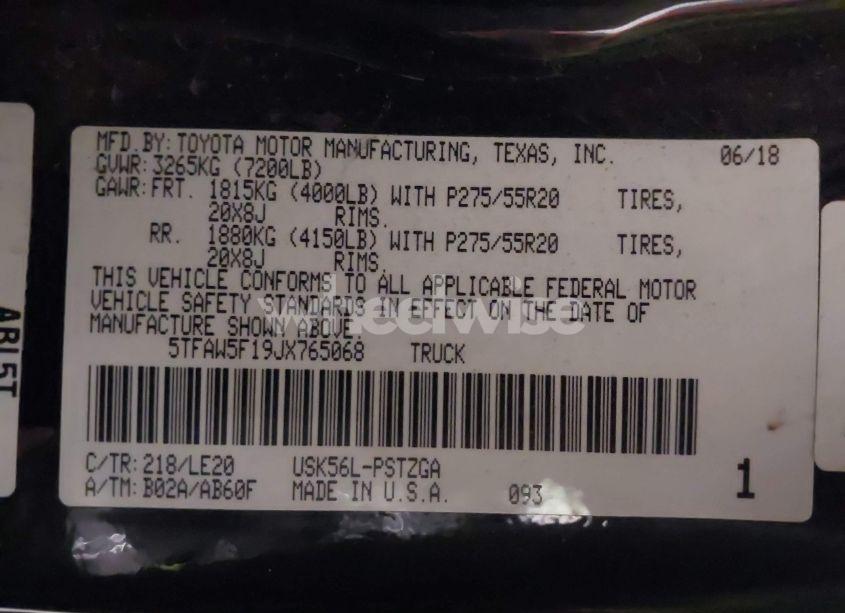 MFD.BY: TOYOTA MOTOR MANUFACTURING, TEXAS, INC. 06/18
GVWR: 3265KG (7200LB)
GAWR: FRT. 1815KG (4000LB) WITH P275/55R20 TIRES,
20X8J RIMS.
RR. 1880KG (4150LB) WITH P275/55R20 TIRES,
20X8J RIMS.
THIS VEHICLE CONFORMS TO ALL APPLICABLE FEDERAL MOTOR
VEHICLE SAFETY STANDARDS IN EFFECT ON THE DATE OF
MANUFACTURE SHOWN ABOVE.
5TFAW5F19JX765068 TRUCK
C/TR: 218/LE20 USK56L-PSTZGA
A/TM: B02A/AB60F MADE IN U.S.A. 093 1
wheelwise